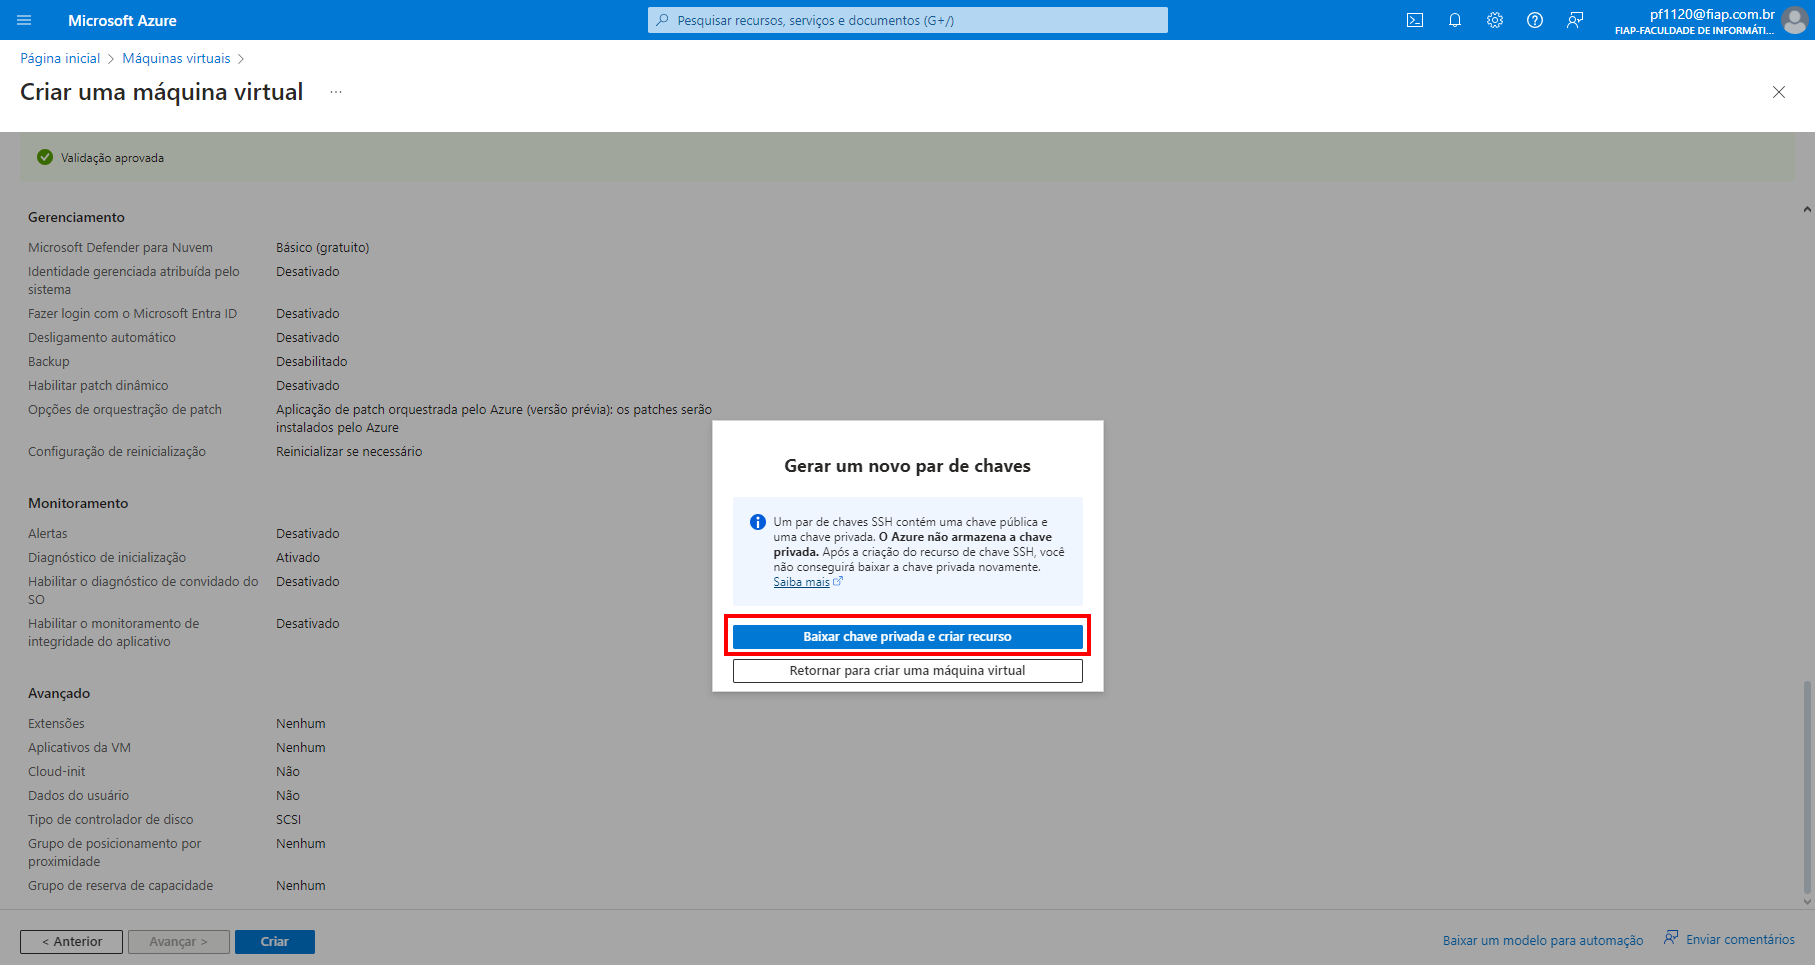 Microsoft Azure
Pesquisar recursos, serviços e documentos (G+/)
pf1120@fiap.com.br
FIAP-FACULDADE DE INFORMÁTI...
Página inicial > Máquinas virtuais >
Criar uma máquina virtual ...
Validação aprovada
Gerenciamento
Microsoft Defender para Nuvem Básico (gratuito)
Identidade gerenciada atribuída pelo Desativado
sistema
Fazer login com o Microsoft Entra ID Desativado
Desligamento automático Desativado
Backup Desabilitado
Habilitar patch dinâmico Desativado
Opções de orquestração de patch Aplicação de patch orquestrada pelo Azure (versão prévia): os patches serão
instalados pelo Azure
Configuração de reinicialização Reinicializar se necessário
Monitoramento
Alertas Desativado
Diagnóstico de inicialização Ativado
Habilitar o diagnóstico de convidado do Desativado
SO
Habilitar o monitoramento de Desativado
integridade do aplicativo
Avançado
Extensões Nenhum
Aplicativos da VM Nenhum
Cloud-init Não
Dados do usuário Não
Tipo de controlador de disco SCSI
Grupo de posicionamento por Nenhum
proximidade
Grupo de reserva de capacidade Nenhum
Gerar um novo par de chaves
Um par de chaves SSH contém uma chave pública e
uma chave privada. O Azure não armazena a chave
privada. Após a criação do recurso de chave SSH, você
não conseguirá baixar a chave privada novamente.
Saiba mais
Baixar chave privada e criar recurso
Retornar para criar uma máquina virtual
< Anterior
Avançar >
Criar
Baixar um modelo para automação
Enviar comentários